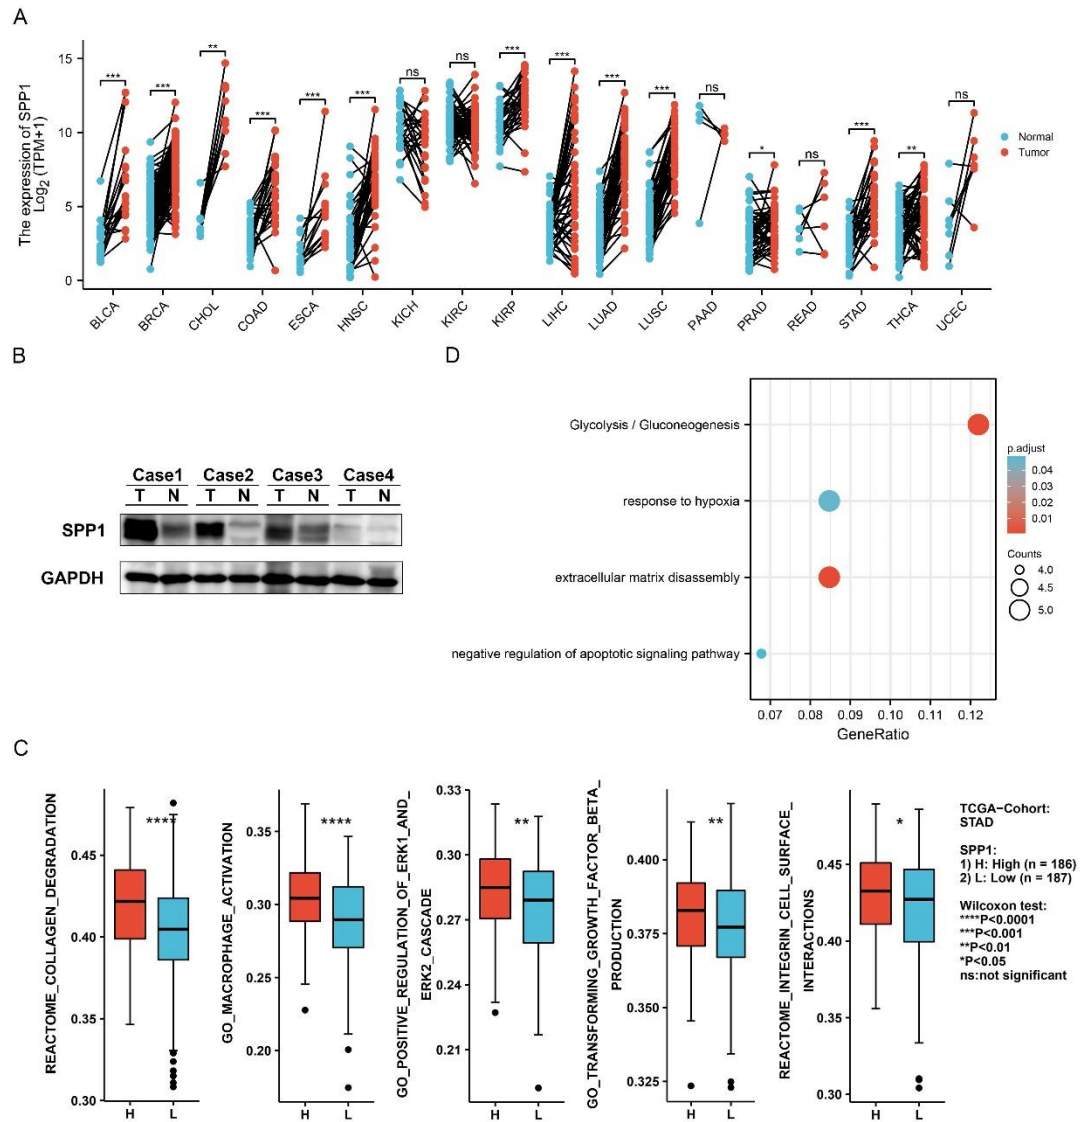 A
The expression of SPP1
Log2 (TPM+1)
15
10
5
0
***
***
**
***
***
***
ns
ns
***
***
***
***
ns
*
ns
***
**
ns
Normal
Tumor
BLCA
BRCA
CHOL
COAD
ESCA
HNSC
KICH
KIRC
KIRP
LIHC
LUAD
LUSC
PAAD
PRAD
READ
STAD
THCA
UCEC
B
Case1 Case2 Case3 Case4
T N T N T N T N
SPP1
GAPDH
D
Glycolysis / Gluconeogenesis
response to hypoxia
extracellular matrix disassembly
negative regulation of apoptotic signaling pathway
0.07 0.08 0.09 0.10 0.11 0.12
GeneRatio
p.adjust
0.04
0.03
0.02
0.01
Counts
4.0
4.5
5.0
C
REACTOME_COLLAGEN_DEGRADATION
0.45
0.40
0.35
0.30
****
H L
GO_MACROPHAGE_ACTIVATION
0.35
0.30
0.25
0.20
****
H L
GO_POSITIVE_REGULATION_OF_ERK1_AND_
ERK2_CASCADE
0.33
0.30
0.27
0.24
0.21
**
H L
GO_TRANSFORMING_GROWTH_FACTOR_BETA_
PRODUCTION
0.400
0.375
0.350
0.325
**
H L
REACTOME_INTEGRIN_CELL_SURFACE_
INTERACTIONS
0.45
0.40
0.35
0.30
*
H L
TCGA-Cohort:
STAD
SPP1:
1) H: High (n = 186)
2) L: Low (n = 187)
Wilcoxon test:
****P<0.0001
***P<0.001
**P<0.01
*P<0.05
ns:not significant